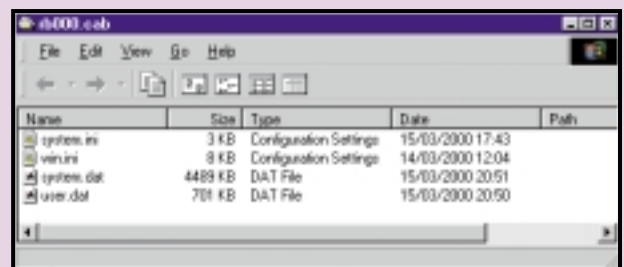 rb000.cab
File Edit View Go Help
Name Size Type Date Path
system.ini 3 KB Configuration Settings 15/03/2000 17:43
win.ini 8 KB Configuration Settings 14/03/2000 12:04
system.dat 4489 KB DAT File 15/03/2000 20:51
user.dat 701 KB DAT File 15/03/2000 20:50